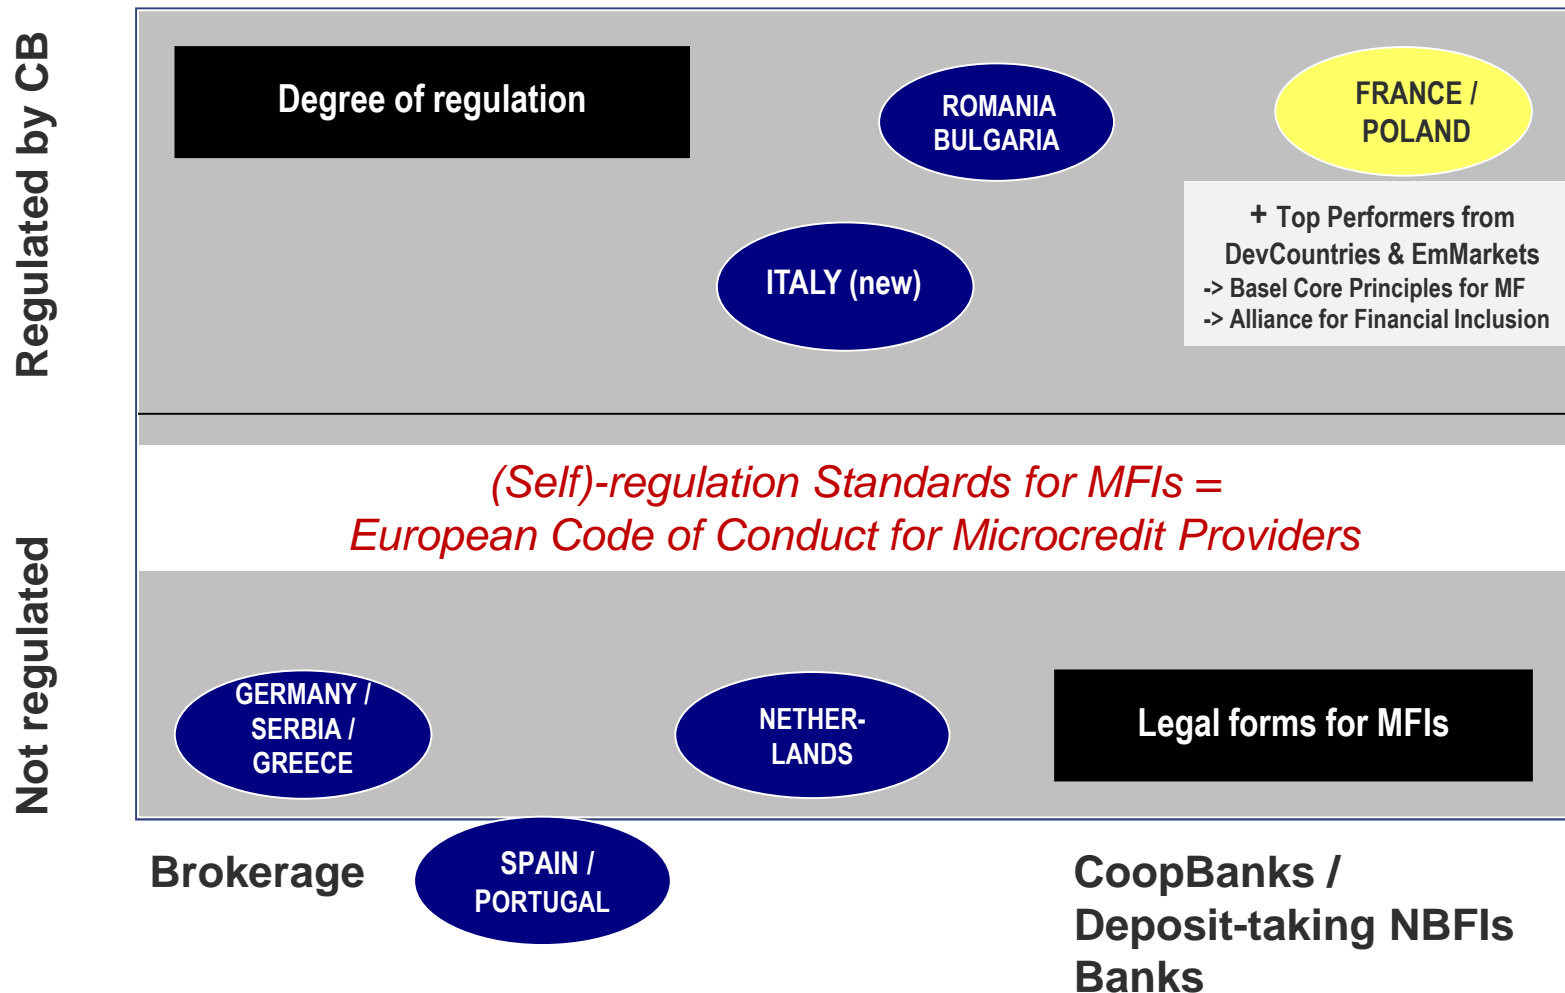 Regulated by CB
Degree of regulation
ROMANIA
BULGARIA
FRANCE /
POLAND
+ Top Performers from
DevCountries & EmMarkets
-> Basel Core Principles for MF
-> Alliance for Financial Inclusion
ITALY (new)
(Self)-regulation Standards for MFIs =
European Code of Conduct for Microcredit Providers
Not regulated
GERMANY /
SERBIA /
GREECE
NETHER-
LANDS
Legal forms for MFIs
Brokerage
SPAIN /
PORTUGAL
CoopBanks /
Deposit-taking NBFIs
Banks